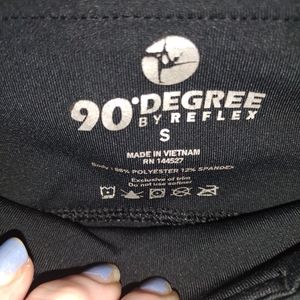 90°DEGREE
BY REFLEX
S
MADE IN VIETNAM
RN 144527
Body: 88% POLYESTER 12% SPANDEX
Exclusive of trim
Do not use softner